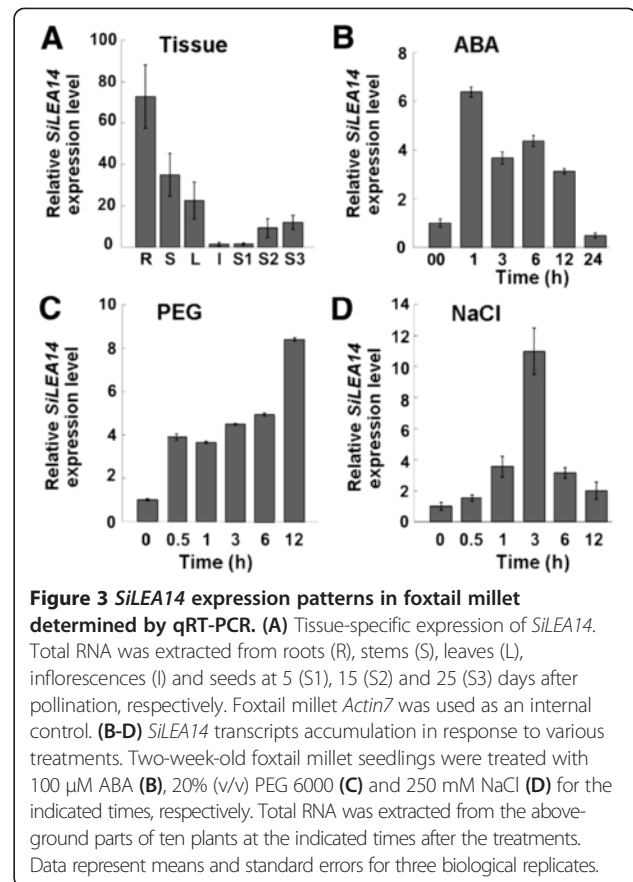 A Tissue
Relative SiLEA14 expression level
100
80
60
40
20
0
R S L I S1 S2 S3
B ABA
Relative SiLEA14 expression level
8
6
4
2
0
00 1 3 6 12 24
Time (h)
C PEG
Relative SiLEA14 expression level
10
8
6
4
2
0
0 0.5 1 3 6 12
Time (h)
D NaCl
Relative SiLEA14 expression level
14
12
10
8
6
4
2
0
0 0.5 1 3 6 12
Time (h)
Figure 3 SiLEA14 expression patterns in foxtail millet
determined by qRT-PCR. (A) Tissue-specific expression of SiLEA14.
Total RNA was extracted from roots (R), stems (S), leaves (L),
inflorescences (I) and seeds at 5 (S1), 15 (S2) and 25 (S3) days after
pollination, respectively. Foxtail millet Actin7 was used as an internal
control. (B-D) SiLEA14 transcripts accumulation in response to various
treatments. Two-week-old foxtail millet seedlings were treated with
100 μM ABA (B), 20% (v/v) PEG 6000 (C) and 250 mM NaCl (D) for the
indicated times, respectively. Total RNA was extracted from the above-
ground parts of ten plants at the indicated times after the treatments.
Data represent means and standard errors for three biological replicates.